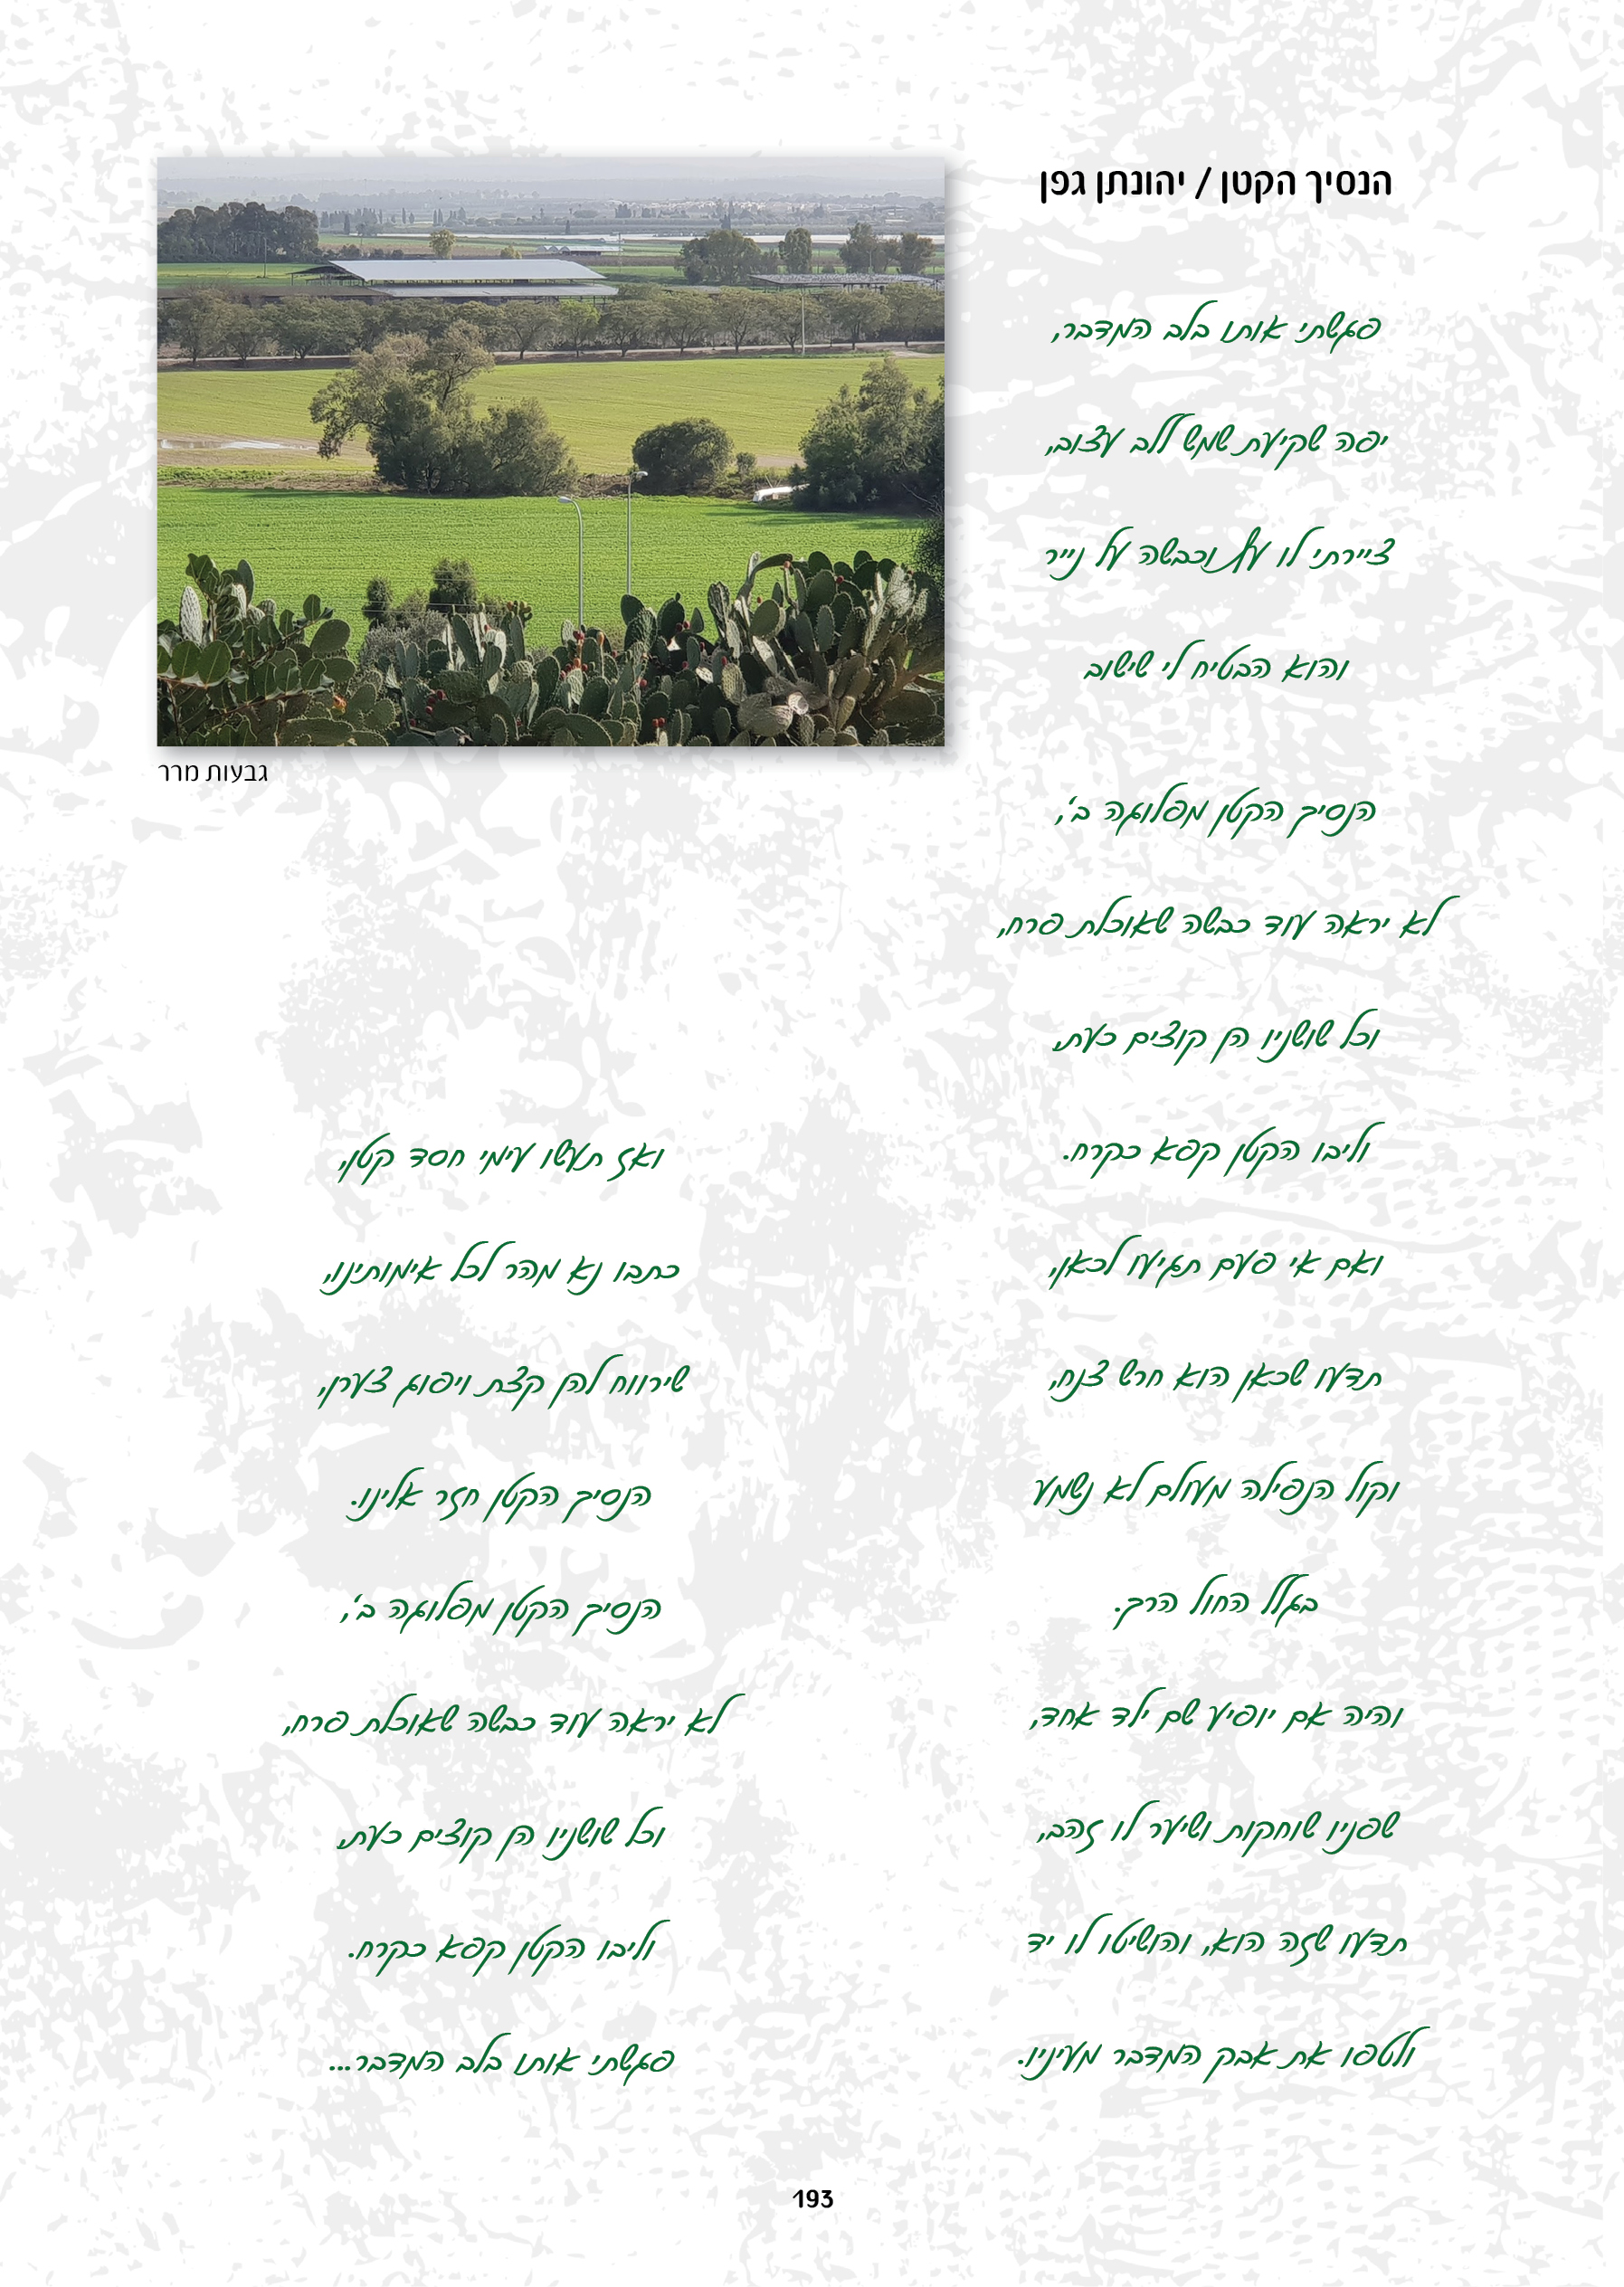 הנסיך הקטן / יהונתן גפן
פגשתי אותו בלב המדבר,
יפה שקיעת שמש ללב עצוב,
ציירתי לו עץ וכבשה על נייר
והוא הבטיח לי שישוב
הנסיך הקטן מפלוגה ב',
לא יראה עוד כבשה שאוכלת פרח,
וכל שושניו הן קוצים כעת,
וליבו הקטן קפא כקרח.
ואם אי פעם תגיעו לכאן,
תדעו שכאן הוא חרש צנח,
וקול הנפילה מעולם לא נשמע
בגלל החול הרך.
והיה אם יופיע שם ילד אחד,
שפניו שוחקות ושיער לו זהב,
תדעו שזה הוא, והושיטו לו יד
ולטפו את אבק המדבר מעיניו.
גבעות מרר
ואז תעשו עימי חסד קטן,
כתבו נא מהר לכל אימותינו,
שירווח להן קצת ויפוג צערן,
הנסיך הקטן חזר אלינו.
הנסיך הקטן מפלוגה ב',
לא יראה עוד כבשה שאוכלת פרח,
וכל שושניו הן קוצים כעת,
וליבו הקטן קפא כקרח.
פגשתי אותו בלב המדבר...
193